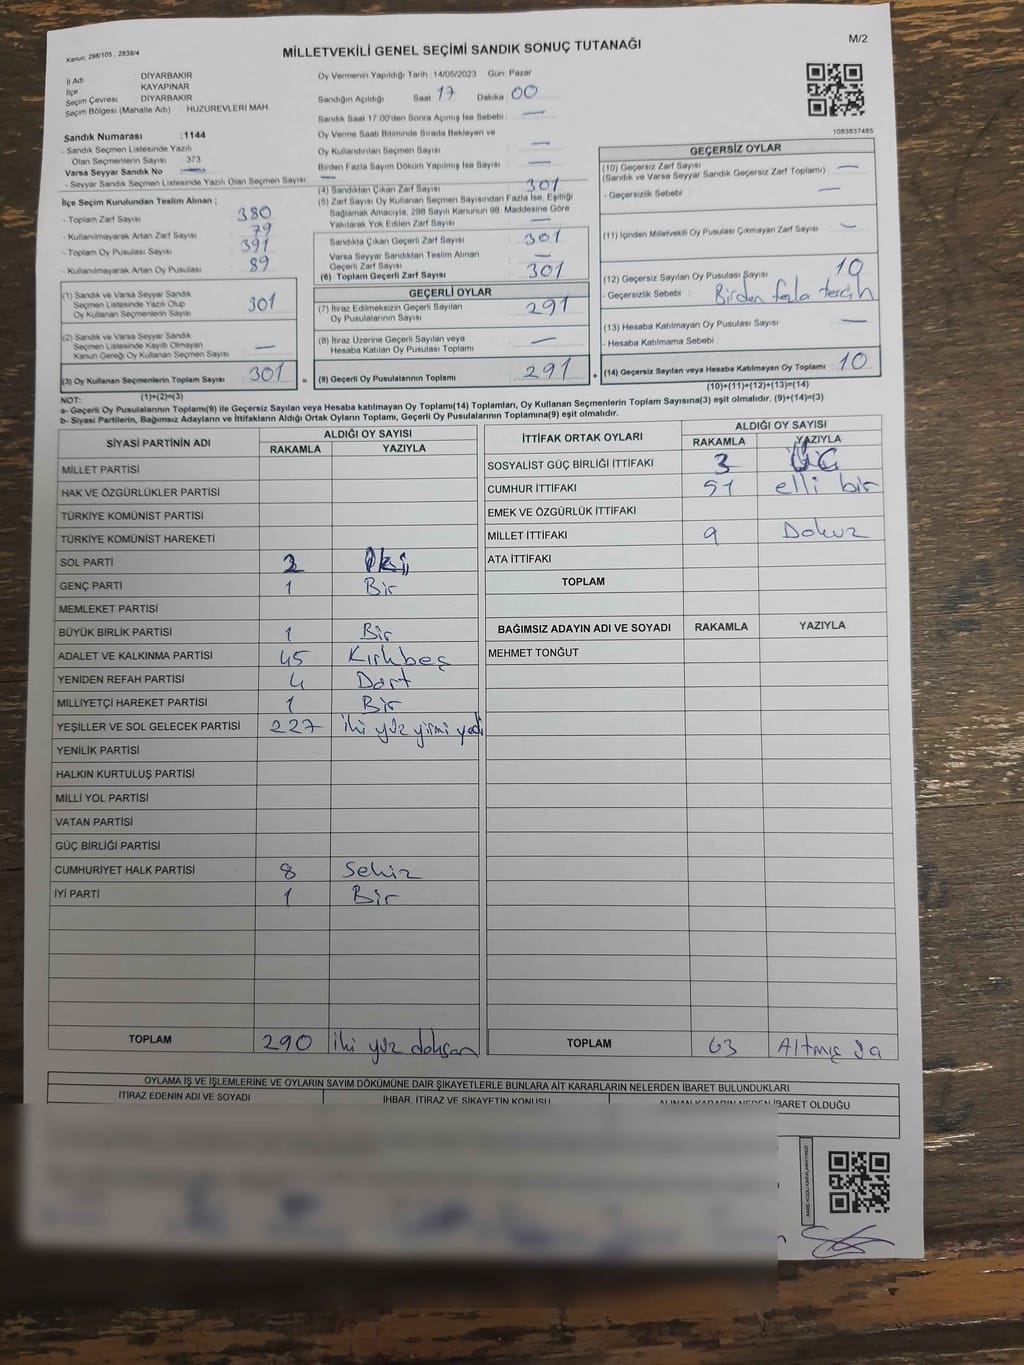 Kanun: 298/105 , 2839/4
MİLLETVEKİLİ GENEL SEÇİMİ SANDIK SONUÇ TUTANAĞI
M/2
İl Adı : DİYARBAKIR
İlçe : KAYAPINAR
Seçim Çevresi : DİYARBAKIR
Seçim Bölgesi (Mahalle Adı) : HUZUREVLERİ MAH.
Sandık Numarası :1144
- Sandık Seçmen Listesinde Yazılı
Olan Seçmenlerin Sayısı : 373
Varsa Seyyar Sandık No : —
- Seyyar Sandık Seçmen Listesinde Yazılı Olan Seçmen Sayısı : —
Oy Vermenin Yapıldığı Tarih :14/05/2023 Gün: Pazar
Sandığın Açıldığı Saat 17 Dakika 00
Sandık Saat 17.00'den Sonra Açımış İse Sebebi : —
Oy Verme Saati Bitiminde Sırada Bekleyen ve
Oy Kullandırılan Seçmen Sayısı —
Birden Fazla Sayım Döküm Yapılmış İse Sayısı : —
1083837485
İlçe Seçim Kurulundan Teslim Alınan ;
- Toplam Zarf Sayısı : 380
- Kullanılmayarak Artan Zarf Sayısı : 79
- Toplam Oy Pusulası Sayısı : 391
- Kullanılmayarak Artan Oy Pusulası : 89
(1) Sandık ve Varsa Seyyar Sandık
Seçmen Listesinde Yazılı Olup
Oy Kullanan Seçmenlerin Sayısı 301
(2) Sandık ve Varsa Seyyar Sandık
Seçmen Listesinde Kayıtlı Olmayan
Kanun Gereği Oy Kullanan Seçmen Sayısı —
(3) Oy Kullanan Seçmenlerin Toplam Sayısı 301
(1)+(2)=(3)
(4) Sandıktan Çıkan Zarf Sayısı 301
(5) Zarf Sayısı Oy Kullanan Seçmen Sayısından Fazla İse, Eşitliği
Sağlamak Amacıyla, 298 Sayılı Kanunun 98. Maddesine Göre
Yakılarak Yok Edilen Zarf Sayısı —
Sandıkta Çıkan Geçerli Zarf Sayısı : 301
Varsa Seyyar Sandıktan Teslim Alınan
Geçerli Zarf Sayısı : —
(6) Toplam Geçerli Zarf Sayısı : 301
GEÇERLİ OYLAR
(7) İtiraz Edilmeksizin Geçerli Sayılan
Oy Pusulalarının Sayısı : 291
(8) İtiraz Üzerine Geçerli Sayılan veya
Hesaba Katılan Oy Pusulası Toplamı : —
= (9) Geçerli Oy Pusulalarının Toplamı : 291 +
GEÇERSİZ OYLAR
(10) Geçersiz Zarf Sayısı
(Sandık ve Varsa Seyyar Sandık Geçersiz Zarf Toplamı) : —
- Geçersizlik Sebebi : —
(11) İçinden Milletvekili Oy Pusulası Çıkmayan Zarf Sayısı : —
(12) Geçersiz Sayılan Oy Pusulası Sayısı : 10
- Geçersizlik Sebebi : Birden fazla tercih
(13) Hesaba Katılmayan Oy Pusulası Sayısı : —
- Hesaba Katılmama Sebebi :
(14) Geçersiz Sayılan veya Hesaba Katılmayan Oy Toplamı : 10
(10)+(11)+(12)+(13)=(14)
NOT:
a- Geçerli Oy Pusulalarının Toplamı(9) ile Geçersiz Sayılan veya Hesaba katılmayan Oy Toplamı(14) Toplamları, Oy Kullanan Seçmenlerin Toplam Sayısına(3) eşit olmalıdır. (9)+(14)=(3)
b- Siyasi Partilerin, Bağımsız Adayların ve İttifakların Aldığı Ortak Oyların Toplamı, Geçerli Oy Pusulalarının Toplamına(9) eşit olmalıdır.
SİYASİ PARTİNİN ADI ALDIĞI OY SAYISI
RAKAMLA YAZIYLA
MİLLET PARTİSİ
HAK VE ÖZGÜRLÜKLER PARTİSİ
TÜRKİYE KOMÜNİST PARTİSİ
TÜRKİYE KOMÜNİST HAREKETİ
SOL PARTİ 2 İki
GENÇ PARTİ 1 Bir
MEMLEKET PARTİSİ
BÜYÜK BİRLİK PARTİSİ 1 Bir
ADALET VE KALKINMA PARTİSİ 45 Kırkbeş
YENİDEN REFAH PARTİSİ 4 Dört
MİLLİYETÇİ HAREKET PARTİSİ 1 Bir
YEŞİLLER VE SOL GELECEK PARTİSİ 227 iki yüz yirmi yedi
YENİLİK PARTİSİ
HALKIN KURTULUŞ PARTİSİ
MİLLİ YOL PARTİSİ
VATAN PARTİSİ
GÜÇ BİRLİĞİ PARTİSİ
CUMHURİYET HALK PARTİSİ 8 Sekiz
İYİ PARTİ 1 Bir
TOPLAM 290 iki yüz doksan
İTTİFAK ORTAK OYLARI ALDIĞI OY SAYISI
RAKAMLA YAZIYLA
SOSYALİST GÜÇ BİRLİĞİ İTTİFAKI 3 üç
CUMHUR İTTİFAKI 51 elli bir
EMEK VE ÖZGÜRLÜK İTTİFAKI
MİLLET İTTİFAKI 9 Dokuz
ATA İTTİFAKI
TOPLAM
BAĞIMSIZ ADAYIN ADI VE SOYADI RAKAMLA YAZIYLA
MEHMET TONĞUT
TOPLAM 63 Altmış
OYLAMA İŞ VE İŞLEMLERİNE VE OYLARIN SAYIM DÖKÜMÜNE DAİR ŞİKAYETLERLE BUNLARA AİT KARARLARIN NELERDEN İBARET BULUNDUKLARI
İTİRAZ EDENİN ADI VE SOYADI
İHBAR, İTİRAZ VE ŞİKAYETİN KONUSU
ALINAN KARARIN NEDEN İBARET OLDUĞU